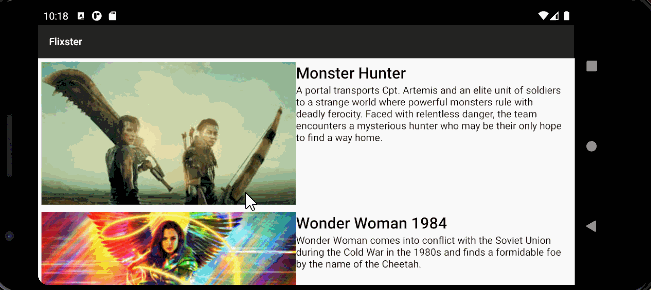 10:18
Flixster
Monster Hunter
A portal transports Cpt. Artemis and an elite unit of soldiers
to a strange world where powerful monsters rule with
deadly ferocity. Faced with relentless danger, the team
encounters a mysterious hunter who may be their only hope
to find a way home.
Wonder Woman 1984
Wonder Woman comes into conflict with the Soviet Union
during the Cold War in the 1980s and finds a formidable foe
by the name of the Cheetah.